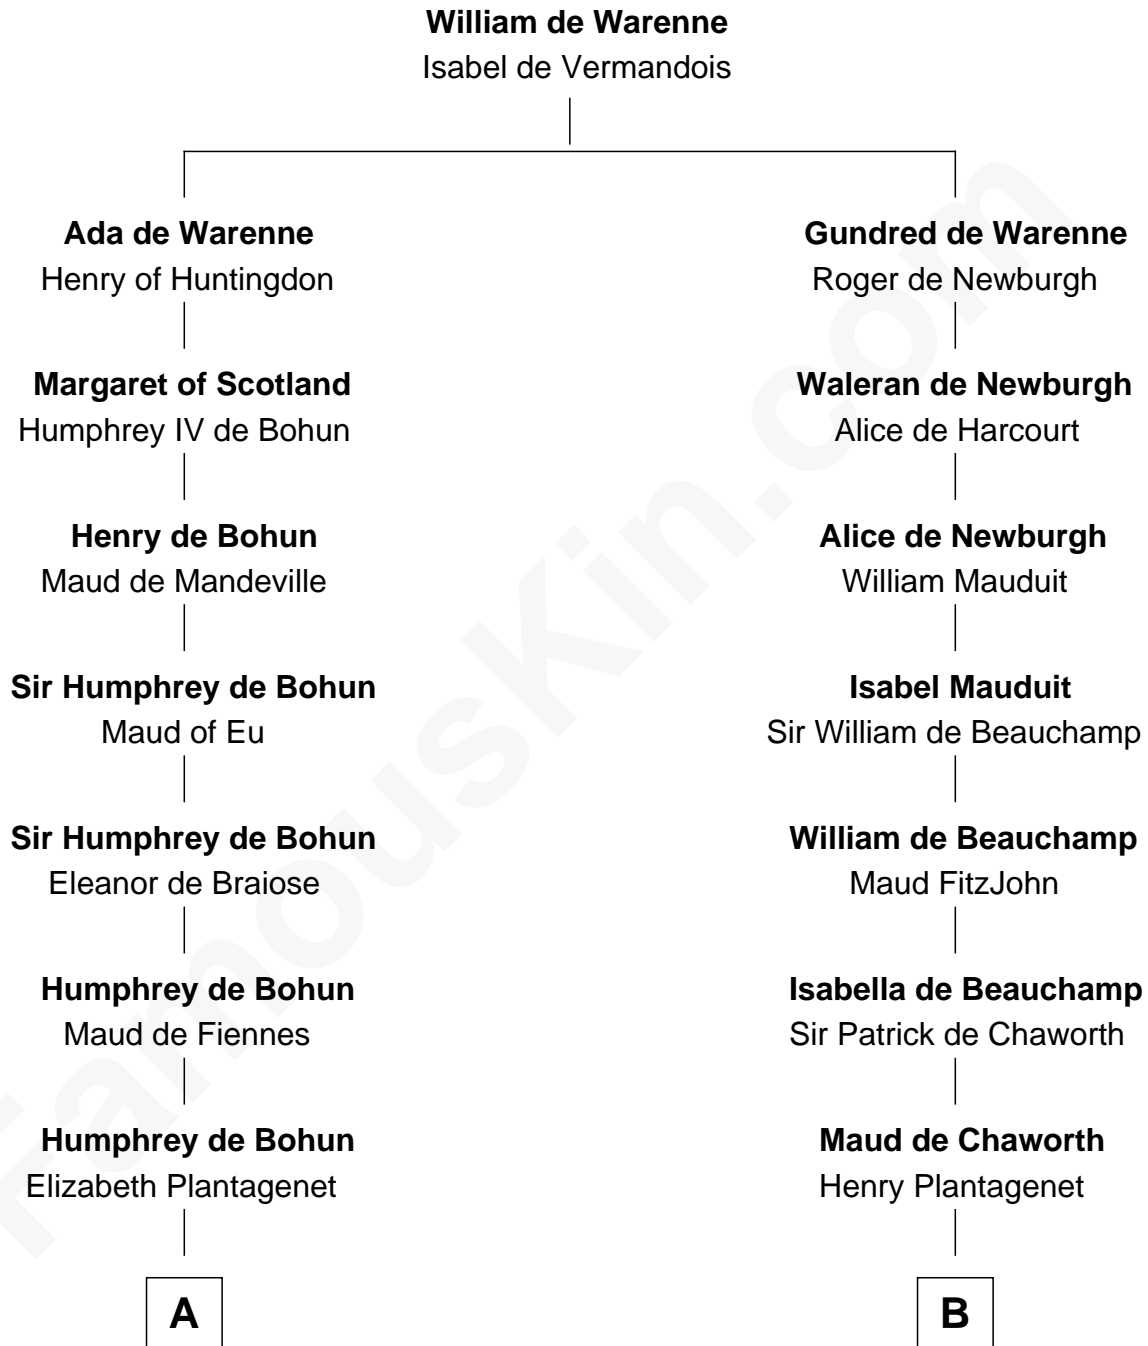 William de Warenne
Isabel de Vermandois
Ada de Warenne
Henry of Huntingdon
Gundred de Warenne
Roger de Newburgh
Margaret of Scotland
Humphrey IV de Bohun
Waleran de Newburgh
Alice de Harcourt
Henry de Bohun
Maud de Mandeville
Alice de Newburgh
William Mauduit
Sir Humphrey de Bohun
Maud of Eu
Isabel Mauduit
Sir William de Beauchamp
Sir Humphrey de Bohun
Eleanor de Braiose
William de Beauchamp
Maud FitzJohn
Humphrey de Bohun
Maud de Fiennes
Isabella de Beauchamp
Sir Patrick de Chaworth
Humphrey de Bohun
Elizabeth Plantagenet
Maud de Chaworth
Henry Plantagenet
A
B
FamousKin.com